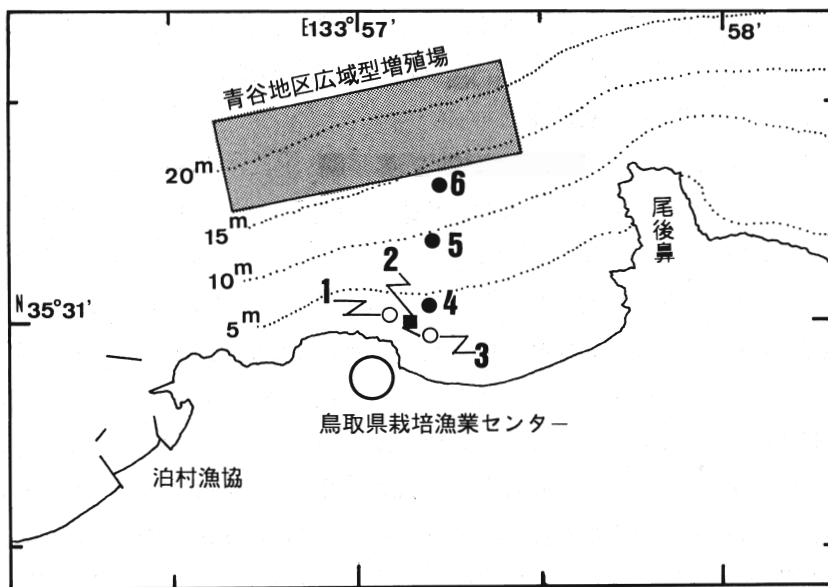 E133°57'
58'
青谷地区広域型増殖場
20m
15m
10m
5m
6
5
4
2
1
3
尾後鼻
N35°31'
鳥取県栽培漁業センター
泊村漁協